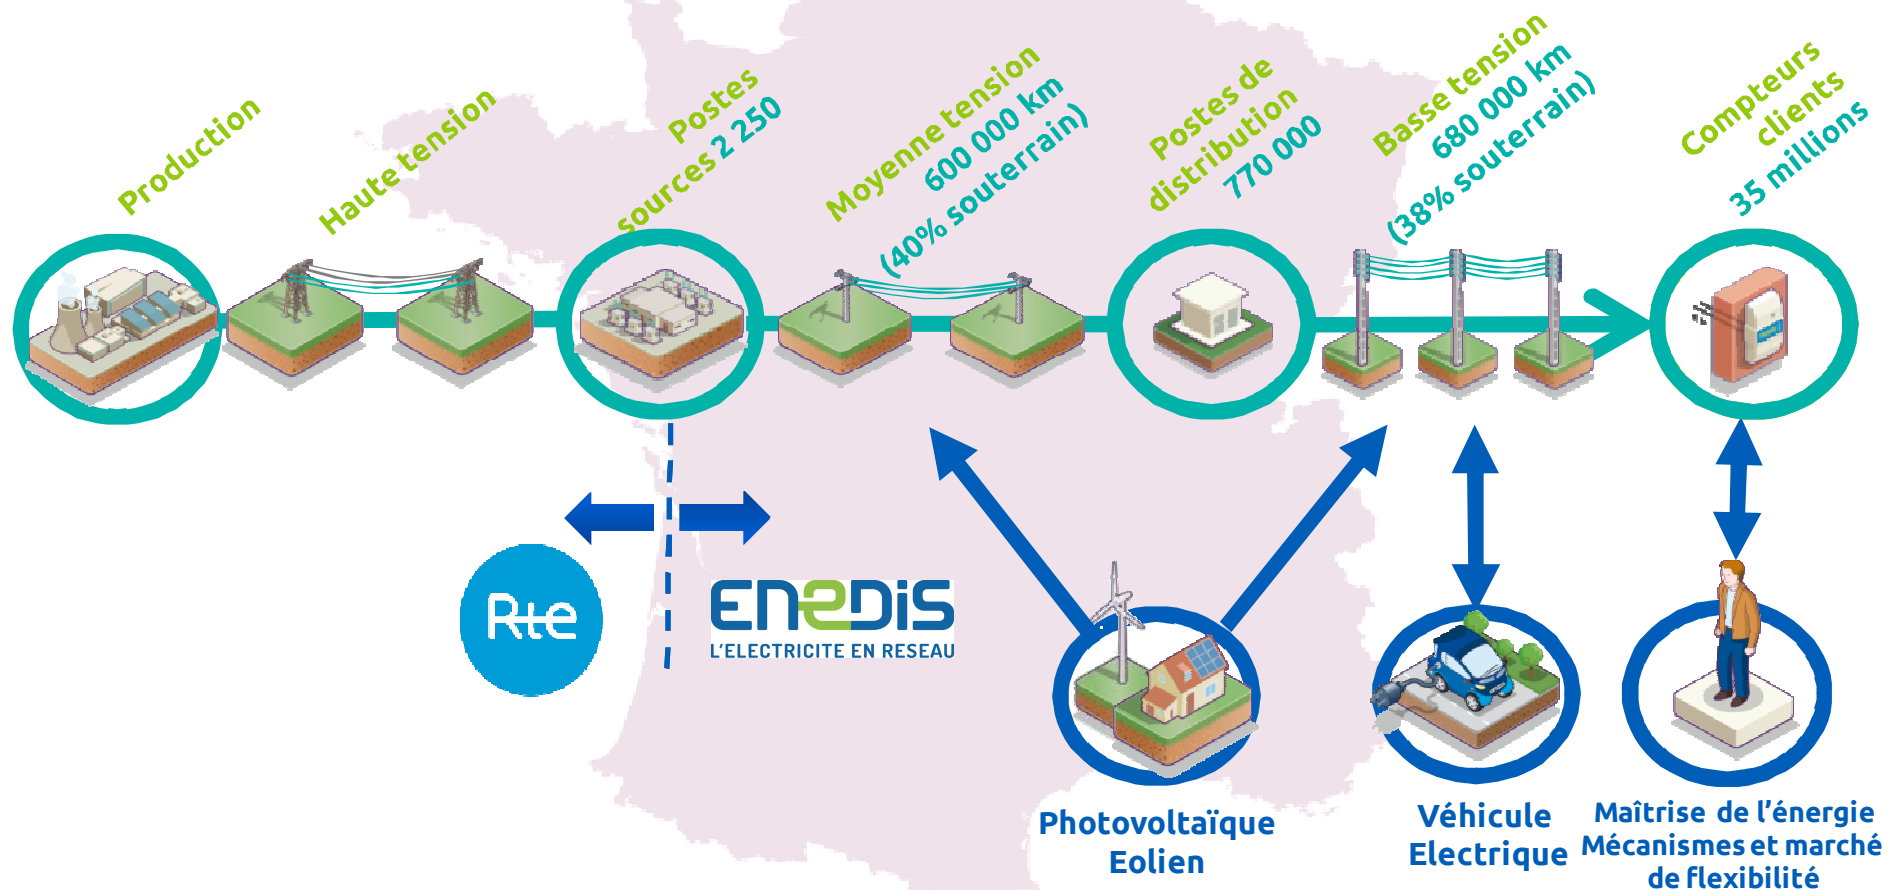 Production
Haute tension
Postes
sources 2 250
Moyenne tension
600 000 km
(40% souterrain)
Postes de
distribution
770 000
Basse tension
680 000 km
(38% souterrain)
Compteurs
clients
35 millions
Rte
ENEDIS
L'ELECTRICITE EN RESEAU
Photovoltaïque
Eolien
Véhicule
Electrique
Maîtrise de l’énergie
Mécanismes et marché
de flexibilité